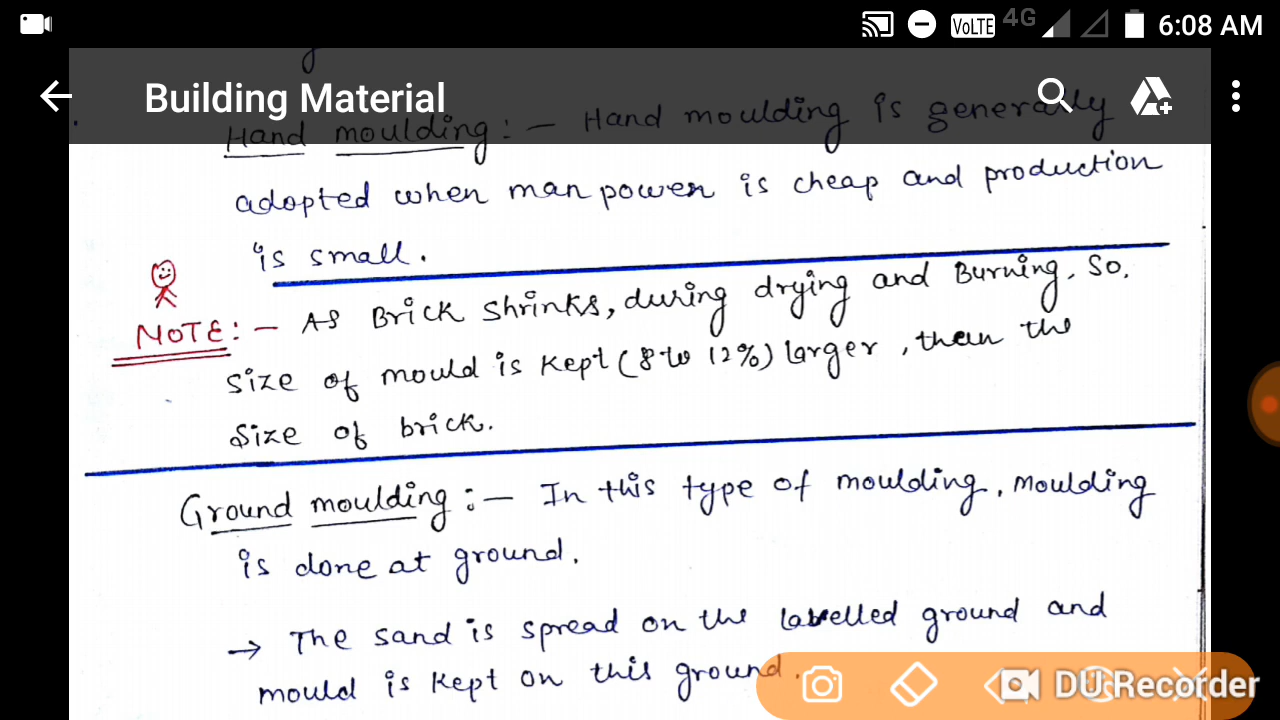 VoLTE 4G 6:08 AM
Building Material
Hand moulding : — Hand moulding is generally
adopted when man power is cheap and production
is small.
NOTE : — As Brick shrinks, during drying and Burning. So,
size of mould is kept (8 to 12%) larger, then the
size of brick.
Ground moulding : — In this type of moulding, moulding
is done at ground.
→ The sand is spread on the labelled ground and
mould is kept on this ground.
DU Recorder